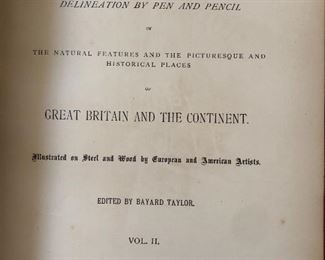 DELINEATION BY PEN AND PENCIL
OF
THE NATURAL FEATURES AND THE PICTURESQUE AND
HISTORICAL PLACES
OF
GREAT BRITAIN AND THE CONTINENT.
Illustrated on Steel and Wood by European and American Artists.
EDITED BY BAYARD TAYLOR.
VOL. II.